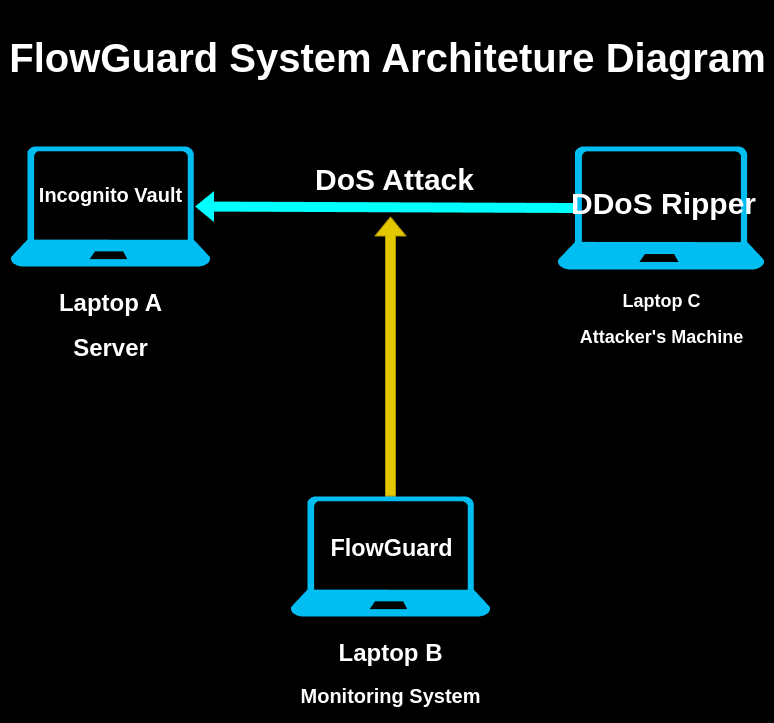 FlowGuard System Architeture Diagram
DoS Attack
Incognito Vault
DDoS Ripper
Laptop A
Server
Laptop C
Attacker's Machine
FlowGuard
Laptop B
Monitoring System